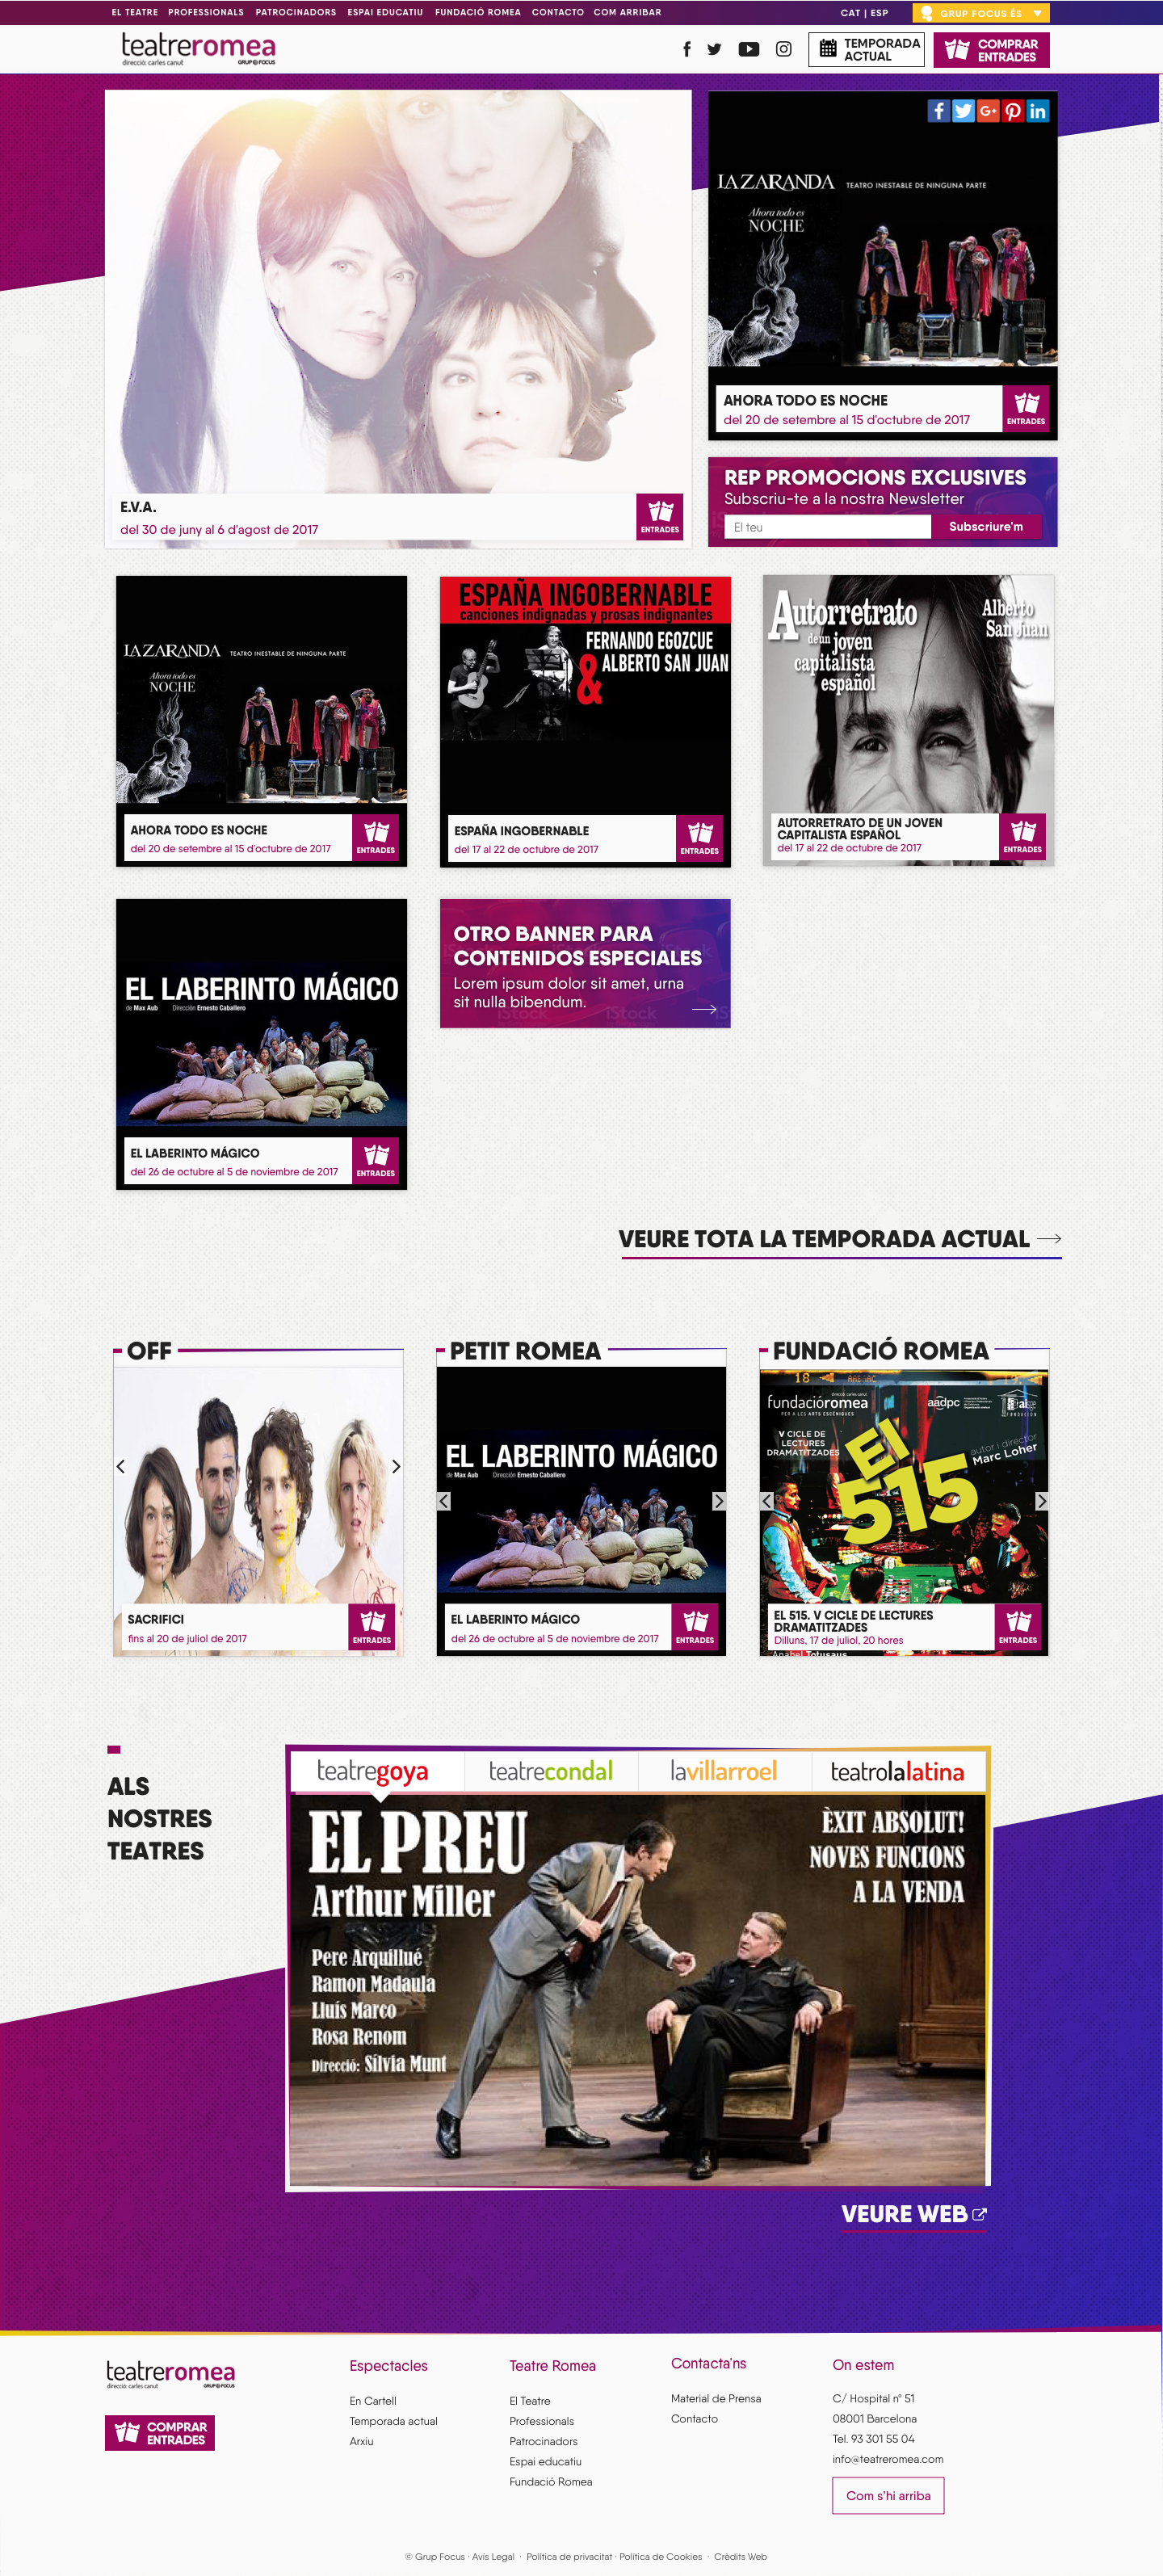 EL TEATRE PROFESSIONALS PATROCINADORS ESPAI EDUCATIU FUNDACIÓ ROMEA CONTACTO COM ARRIBAR
CAT | ESP
GRUP FOCUS ÉS
teatreromea
direcció: carles canut GRUP FOCUS
TEMPORADA
ACTUAL
COMPRAR
ENTRADES
LA ZARANDA TEATRO INESTABLE DE NINGUNA PARTE
Ahora todo es
NOCHE
AHORA TODO ES NOCHE
del 20 de setembre al 15 d'octubre de 2017
ENTRADES
E.V.A.
del 30 de juny al 6 d'agost de 2017
ENTRADES
REP PROMOCIONS EXCLUSIVES
Subscriu-te a la nostra Newsletter
El teu
Subscriure'm
LA ZARANDA TEATRO INESTABLE DE NINGUNA PARTE
Ahora todo es
NOCHE
AHORA TODO ES NOCHE
del 20 de setembre al 15 d'octubre de 2017
ENTRADES
ESPAÑA INGOBERNABLE
canciones indignadas y prosas indignantes
FERNANDO EGOZCUE
& ALBERTO SAN JUAN
ESPAÑA INGOBERNABLE
del 17 al 22 de octubre de 2017
ENTRADES
Autorretrato
de un joven
capitalista
español
Alberto
San Juan
AUTORRETRATO DE UN JOVEN
CAPITALISTA ESPAÑOL
del 17 al 22 de octubre de 2017
ENTRADES
EL LABERINTO MÁGICO
de Max Aub Dirección Ernesto Caballero
EL LABERINTO MÁGICO
del 26 de octubre al 5 de noviembre de 2017
ENTRADES
OTRO BANNER PARA
CONTENIDOS ESPECIALES
Lorem ipsum dolor sit amet, urna
sit nulla bibendum.
iStock iStock
VEURE TOTA LA TEMPORADA ACTUAL
OFF
SACRIFICI
fins al 20 de juliol de 2017
ENTRADES
PETIT ROMEA
EL LABERINTO MÁGICO
de Max Aub Dirección Ernesto Caballero
EL LABERINTO MÁGICO
del 26 de octubre al 5 de noviembre de 2017
ENTRADES
FUNDACIÓ ROMEA
18
19
fundacióromea
PER A LES ARTS ESCÈNIQUES
aadpc
V CICLE DE
LECTURES
DRAMATITZADES
El
515
autor i director
Marc Loher
EL 515. V CICLE DE LECTURES
DRAMATITZADES
Dilluns, 17 de juliol, 20 hores
ENTRADES
Anabel Totusaus
ALS
NOSTRES
TEATRES
teatregoya
teatrecondal
lavillarroel
teatrolalatina
EL PREU
Arthur Miller
Pere Arquillué
Ramon Madaula
Lluís Marco
Rosa Renom
Direcció: Sílvia Munt
ÈXIT ABSOLUT!
NOVES FUNCIONS
A LA VENDA
VEURE WEB
teatreromea
direcció: carles canut GRUP FOCUS
COMPRAR
ENTRADES
Espectacles
En Cartell
Temporada actual
Arxiu
Teatre Romea
El Teatre
Professionals
Patrocinadors
Espai educatiu
Fundació Romea
Contacta'ns
Material de Prensa
Contacto
On estem
C/ Hospital nº 51
08001 Barcelona
Tel. 93 301 55 04
info@teatreromea.com
Com s'hi arriba
© Grup Focus · Avís Legal · Política de privacitat · Política de Cookies · Crèdits Web